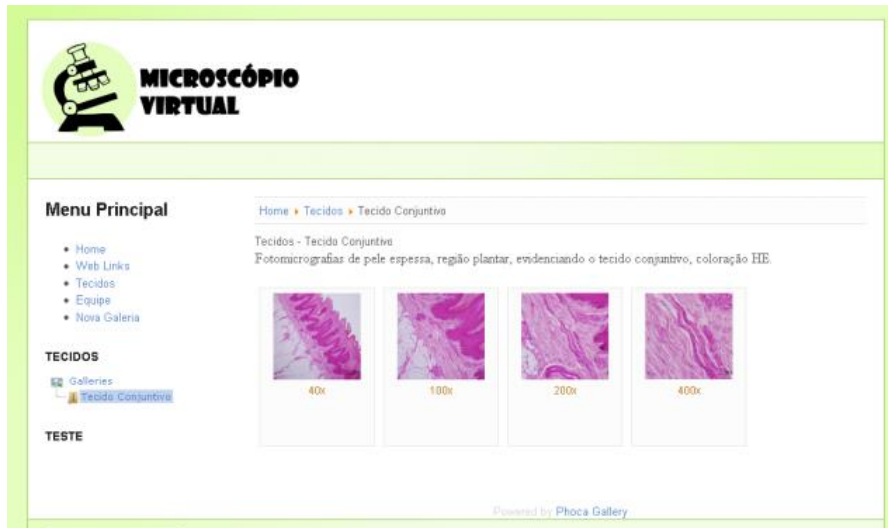 MICROSCÓPIO
VIRTUAL
Menu Principal
Home
Web Links
Tecidos
Equipe
Nova Galeria
TECIDOS
Galleries
Tecido Conjuntivo
TESTE
Home ▸ Tecidos ▸ Tecido Conjuntivo
Tecidos - Tecido Conjuntivo
Fotomicrografias de pele espessa, região plantar, evidenciando o tecido conjuntivo, coloração HE.
40x
100x
200x
400x
Powered by Phoca Gallery